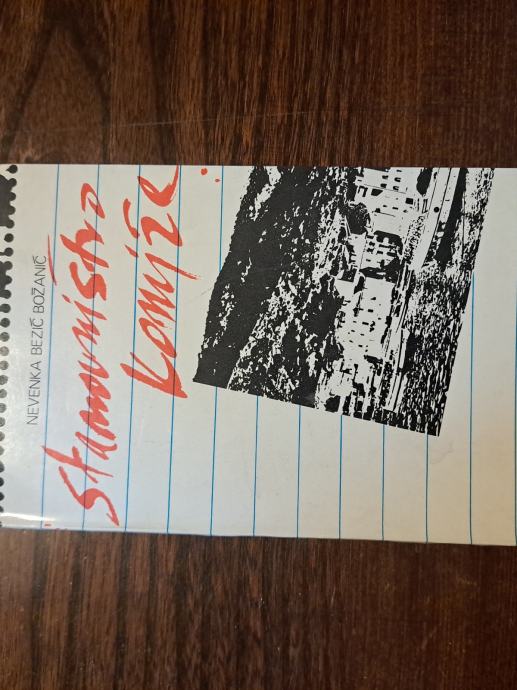 NEVENKA BEZIĆ BOŽANIĆ
stanovništvo
komiže